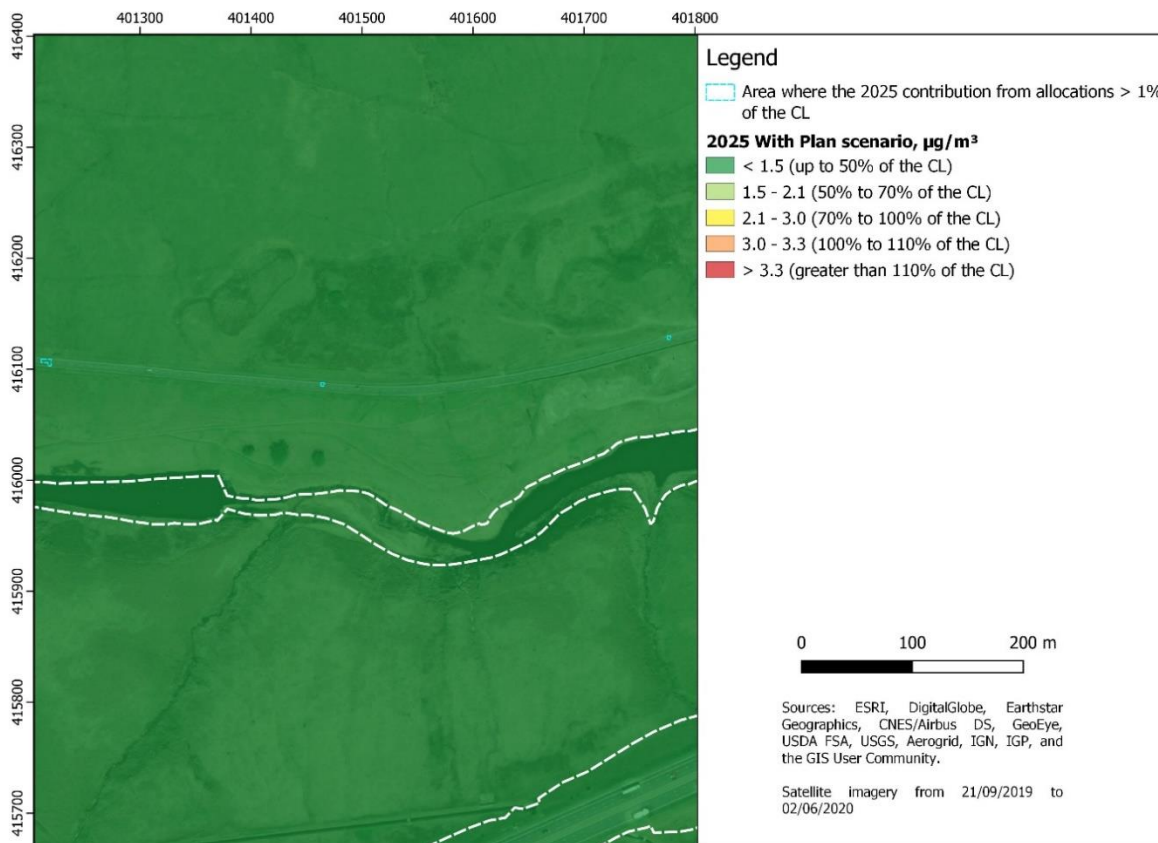 401300 401400 401500 401600 401700 401800
416400
416300
416200
416100
416000
415900
415800
415700
Legend
Area where the 2025 contribution from allocations > 1%
of the CL
2025 With Plan scenario, µg/m³
< 1.5 (up to 50% of the CL)
1.5 - 2.1 (50% to 70% of the CL)
2.1 - 3.0 (70% to 100% of the CL)
3.0 - 3.3 (100% to 110% of the CL)
> 3.3 (greater than 110% of the CL)
0 100 200 m
Sources: ESRI, DigitalGlobe, Earthstar
Geographics, CNES/Airbus DS, GeoEye,
USDA FSA, USGS, Aerogrid, IGN, IGP, and
the GIS User Community.
Satellite imagery from 21/09/2019 to
02/06/2020